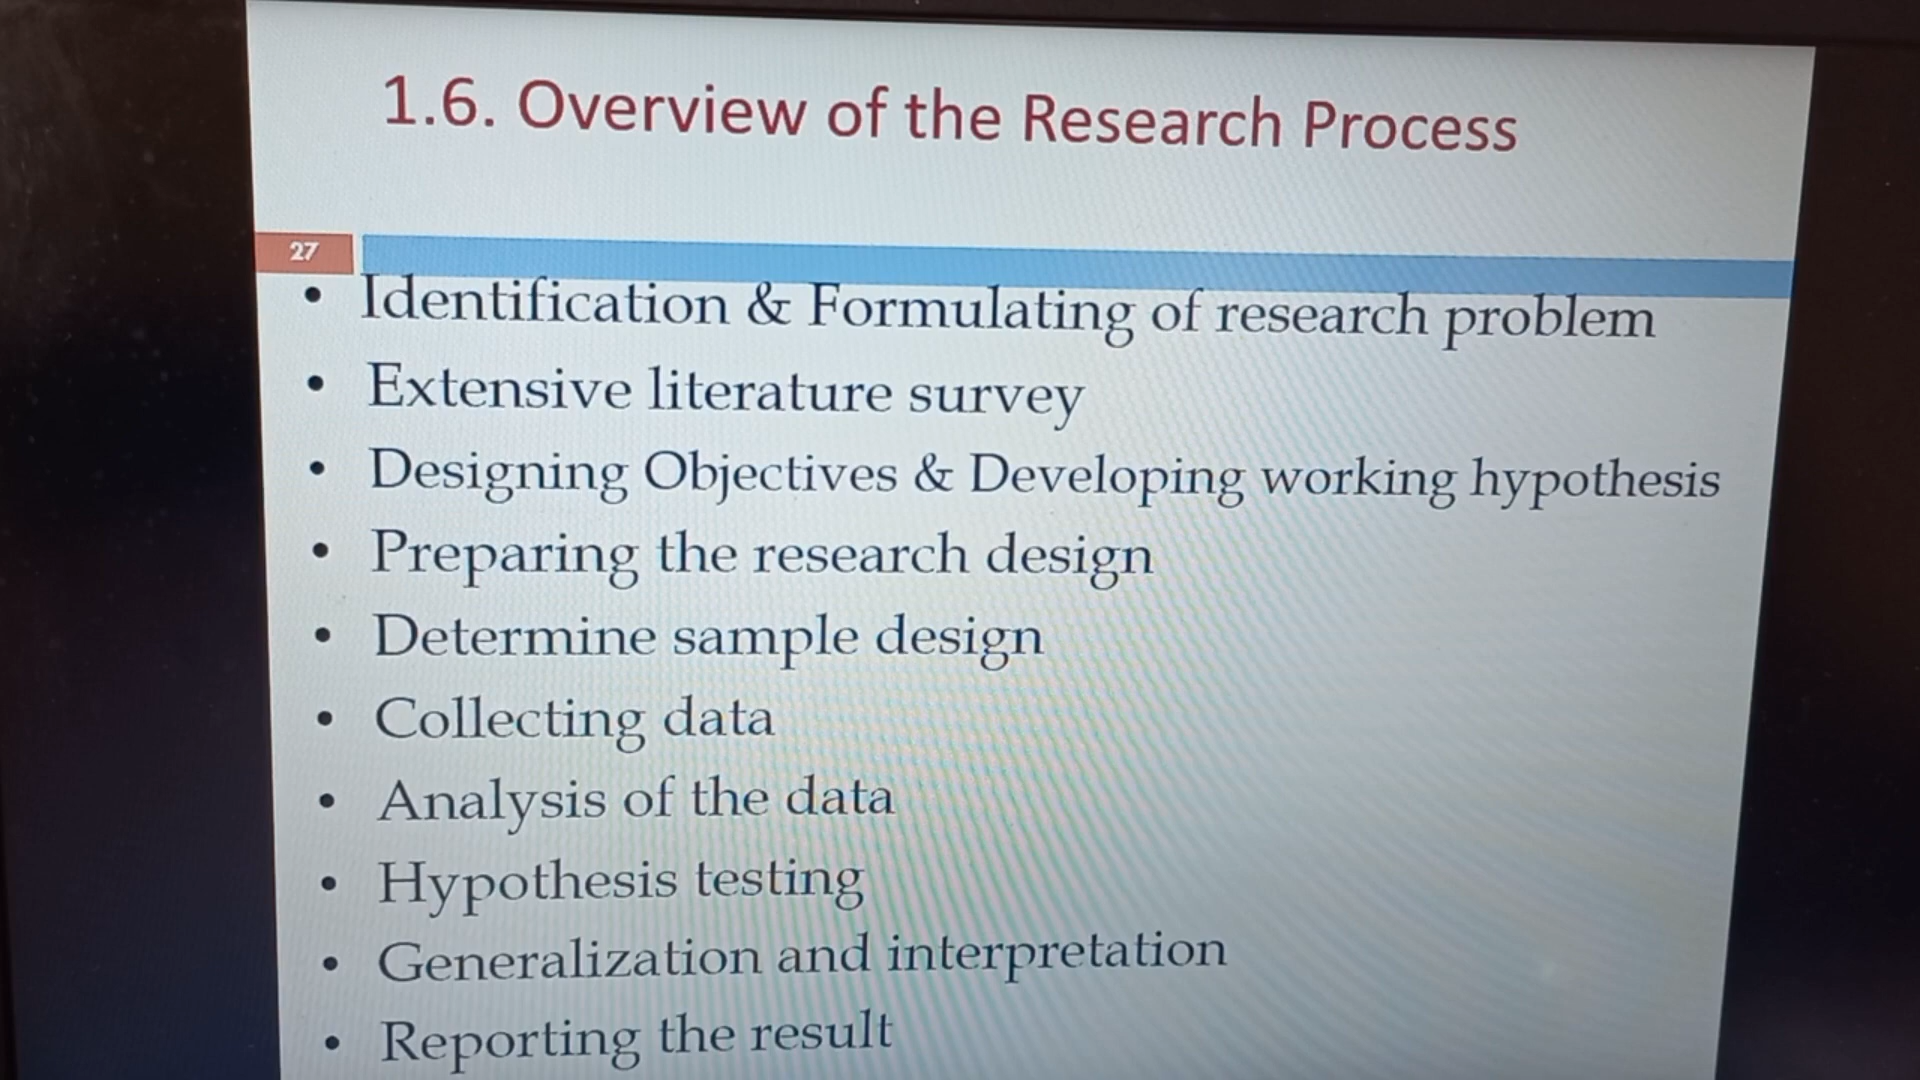 1.6. Overview of the Research Process
27
• Identification & Formulating of research problem
• Extensive literature survey
• Designing Objectives & Developing working hypothesis
• Preparing the research design
• Determine sample design
• Collecting data
• Analysis of the data
• Hypothesis testing
• Generalization and interpretation
• Reporting the result